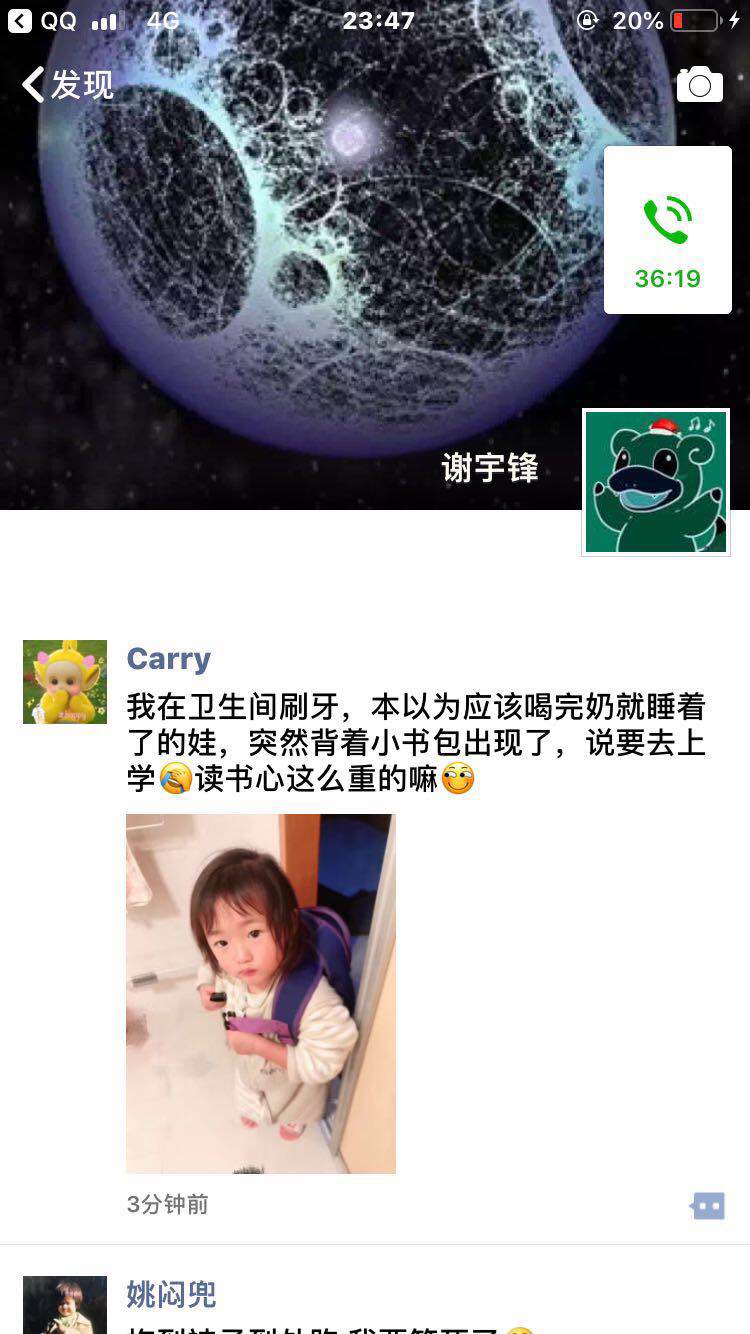 QQ 4G 23:47 20%
发现
36:19
谢宇锋
Carry
我在卫生间刷牙，本以为应该喝完奶就睡着
了的娃，突然背着小书包出现了，说要去上
学🤣读书心这么重的嘛🤭
3分钟前
姚闷兜